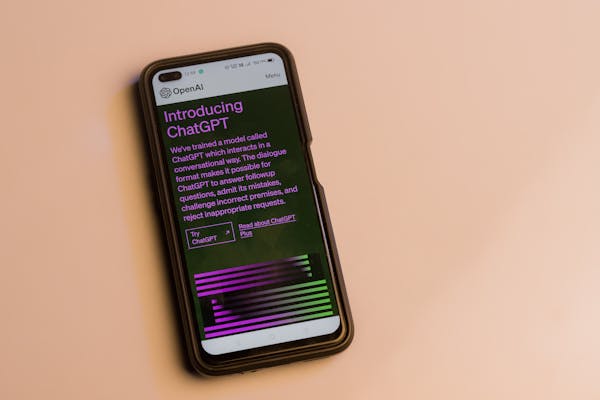 OpenAI
Menu
Introducing
ChatGPT
We've trained a model called
ChatGPT which interacts in a
conversational way. The dialogue
format makes it possible for
ChatGPT to answer followup
questions, admit its mistakes,
challenge incorrect premises, and
reject inappropriate requests.
Try
ChatGPT ↗
Read about ChatGPT
Plus